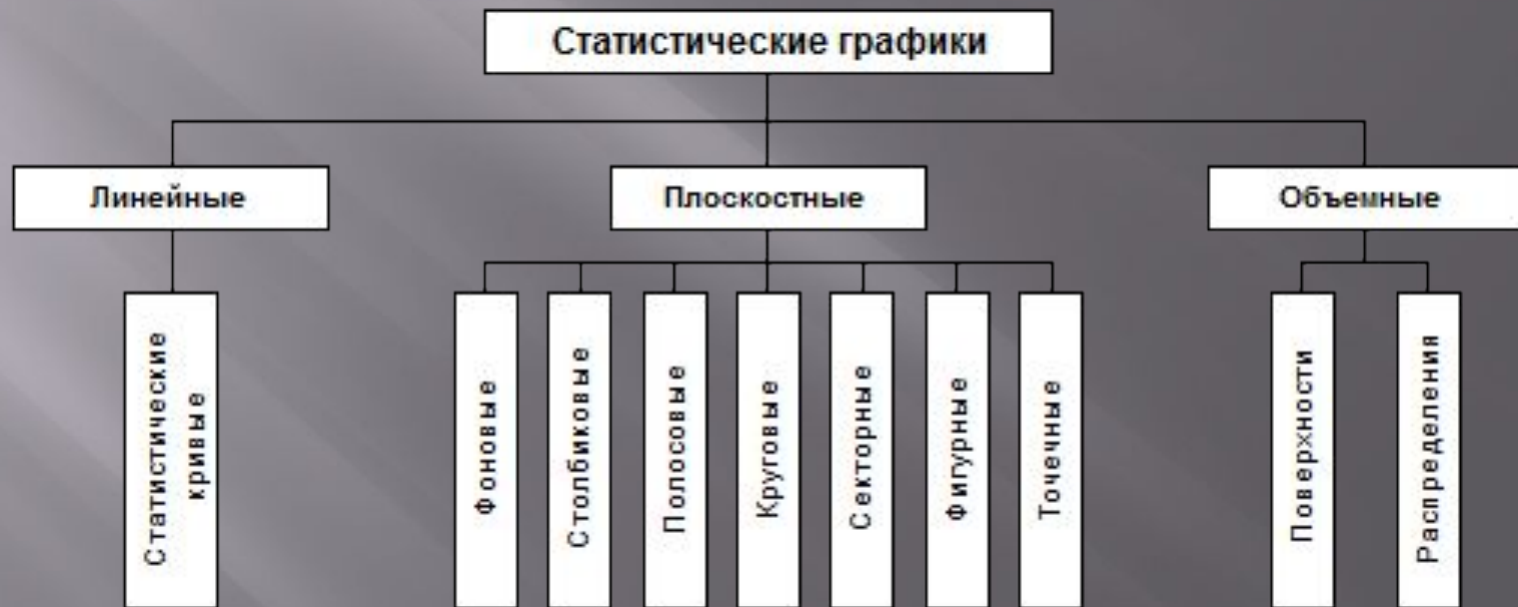 Статистические графики
Линейные
Плоскостные
Объемные
Статистические
кривые
Фоновые
Столбиковые
Полосовые
Круговые
Секторные
Фигурные
Точечные
Поверхности
Распределения